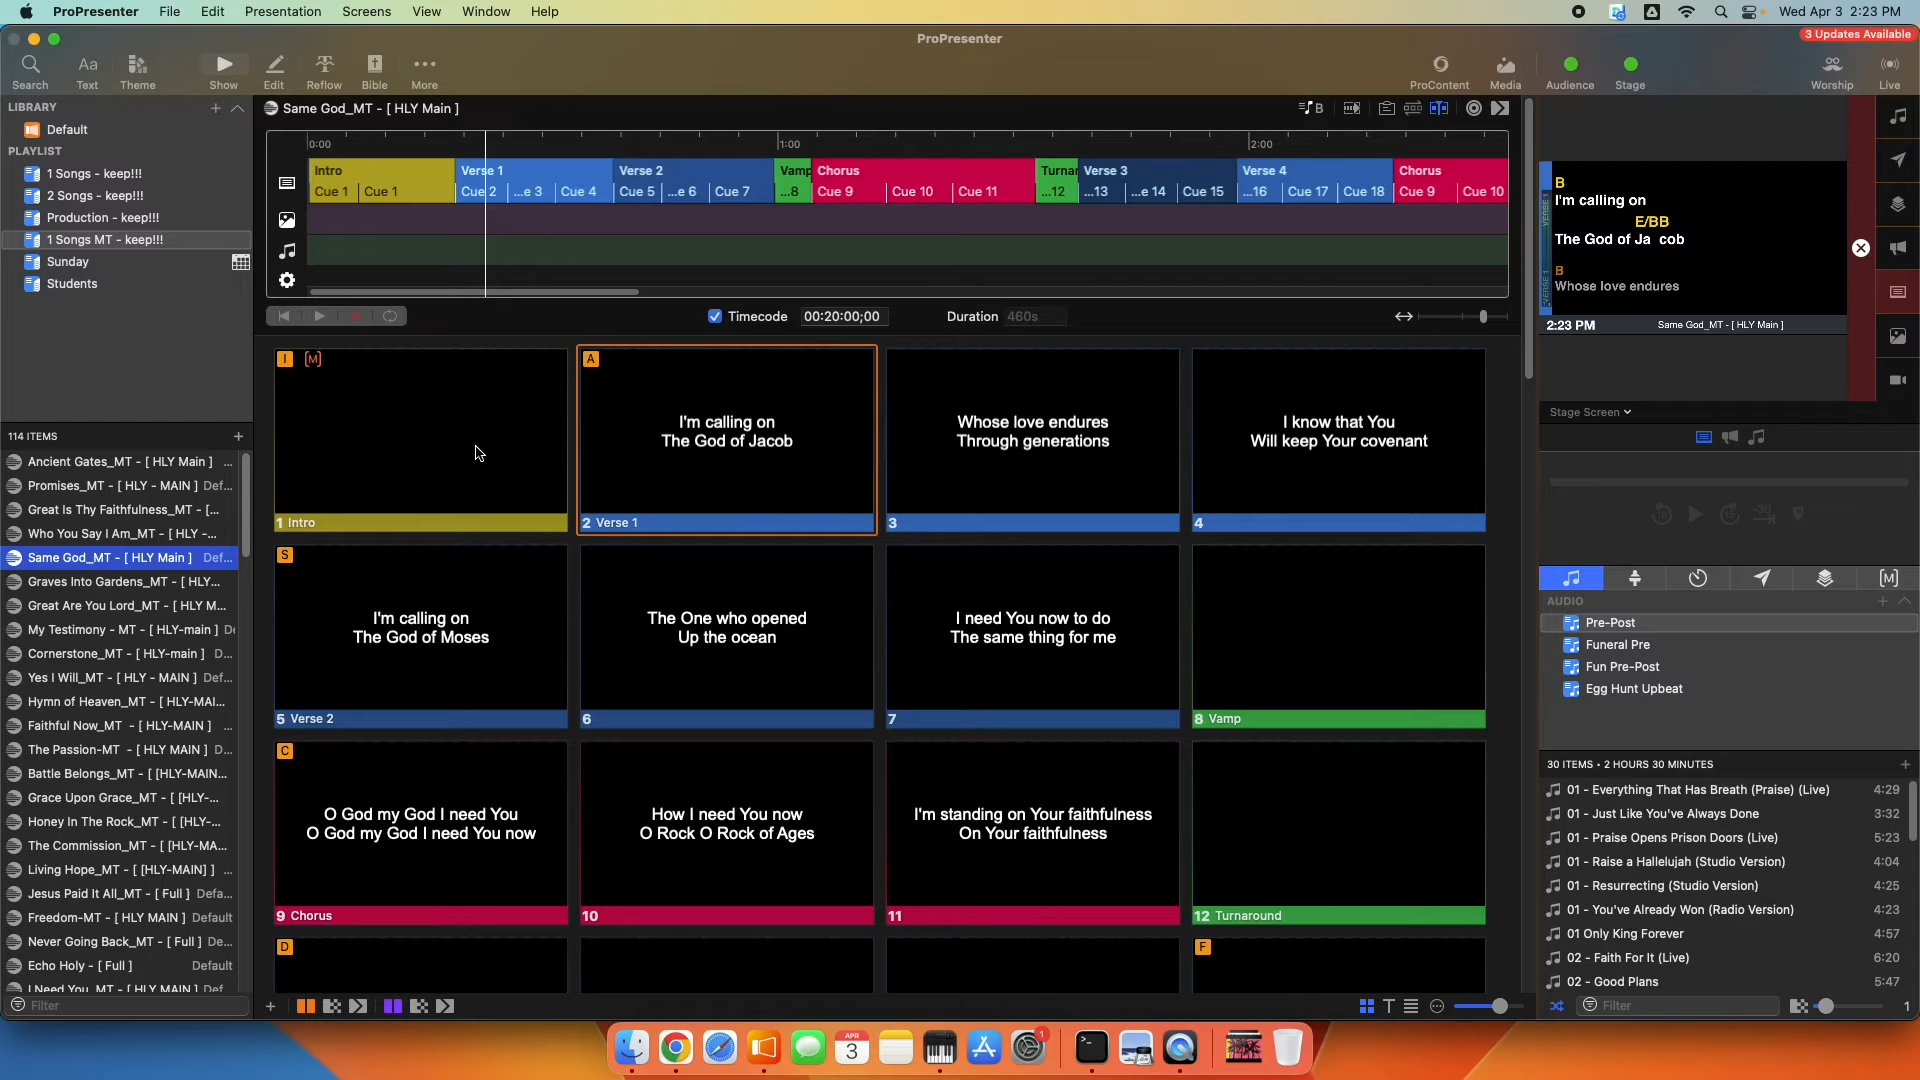 ProPresenter File Edit Presentation Screens View Window Help
Wed Apr 3 2:23 PM
ProPresenter
3 Updates Available
Search Text Theme Show Edit Reflow Bible More
ProContent Media Audience Stage Worship Live
LIBRARY
Default
PLAYLIST
1 Songs - keep!!!
2 Songs - keep!!!
Production - keep!!!
1 Songs MT - keep!!!
Sunday
Students
114 ITEMS
Ancient Gates_MT - [ HLY Main ] ...
Promises_MT - [ HLY - MAIN ] Def...
Great Is Thy Faithfulness_MT - [...
Who You Say I Am_MT - [ HLY -...
Same God_MT - [ HLY Main ] Def...
Graves Into Gardens_MT - [ HLY...
Great Are You Lord_MT - [ HLY M...
My Testimony - MT - [ HLY-main ] D
Cornerstone_MT - [ HLY-main ] D...
Yes I Will_MT - [ HLY - MAIN ] Def...
Hymn of Heaven_MT - [ HLY-MAI...
Faithful Now_MT - [ HLY-MAIN ] ...
The Passion-MT - [ HLY MAIN ] D...
Battle Belongs_MT - [ [HLY-MAIN...
Grace Upon Grace_MT - [ [HLY-...
Honey In The Rock_MT - [ [HLY-...
The Commission_MT - [ [HLY-MA...
Living Hope_MT - [ [HLY-MAIN] ] ...
Jesus Paid It All_MT - [ Full ] Defa...
Freedom-MT - [ HLY MAIN ] Default
Never Going Back_MT - [ Full ] De...
Echo Holy - [ Full ] Default
I Need You_MT - [ HLY MAIN ] Def
Filter
Same God_MT - [ HLY Main ]
B
0:00 1:00 2:00
Intro Verse 1 Verse 2 Vamp Chorus Turnar Verse 3 Verse 4 Chorus
Cue 1 Cue 1 Cue 2 ...e 3 Cue 4 Cue 5 ...e 6 Cue 7 ...8 Cue 9 Cue 10 Cue 11 ...12 ...13 ...e 14 Cue 15 ...16 Cue 17 Cue 18 Cue 9 Cue 10
Timecode 00:20:00;00 Duration 460s
I [M]
1 Intro
A
I'm calling on
The God of Jacob
2 Verse 1
Whose love endures
Through generations
3
I know that You
Will keep Your covenant
4
S
I'm calling on
The God of Moses
5 Verse 2
The One who opened
Up the ocean
6
I need You now to do
The same thing for me
7
8 Vamp
C
O God my God I need You
O God my God I need You now
9 Chorus
How I need You now
O Rock O Rock of Ages
10
I'm standing on Your faithfulness
On Your faithfulness
11
12 Turnaround
D
F
B
I'm calling on
E/BB
The God of Ja cob
B
Whose love endures
VERSE 1
VERSE 1
2:23 PM Same God_MT - [ HLY Main ]
Stage Screen
[M]
AUDIO
Pre-Post
Funeral Pre
Fun Pre-Post
Egg Hunt Upbeat
30 ITEMS • 2 HOURS 30 MINUTES
01 - Everything That Has Breath (Praise) (Live) 4:29
01 - Just Like You've Always Done 3:32
01 - Praise Opens Prison Doors (Live) 5:23
01 - Raise a Hallelujah (Studio Version) 4:04
01 - Resurrecting (Studio Version) 4:25
01 - You've Already Won (Radio Version) 4:23
01 Only King Forever 4:57
02 - Faith For It (Live) 6:20
02 - Good Plans 5:47
Filter
1
APR
3
1